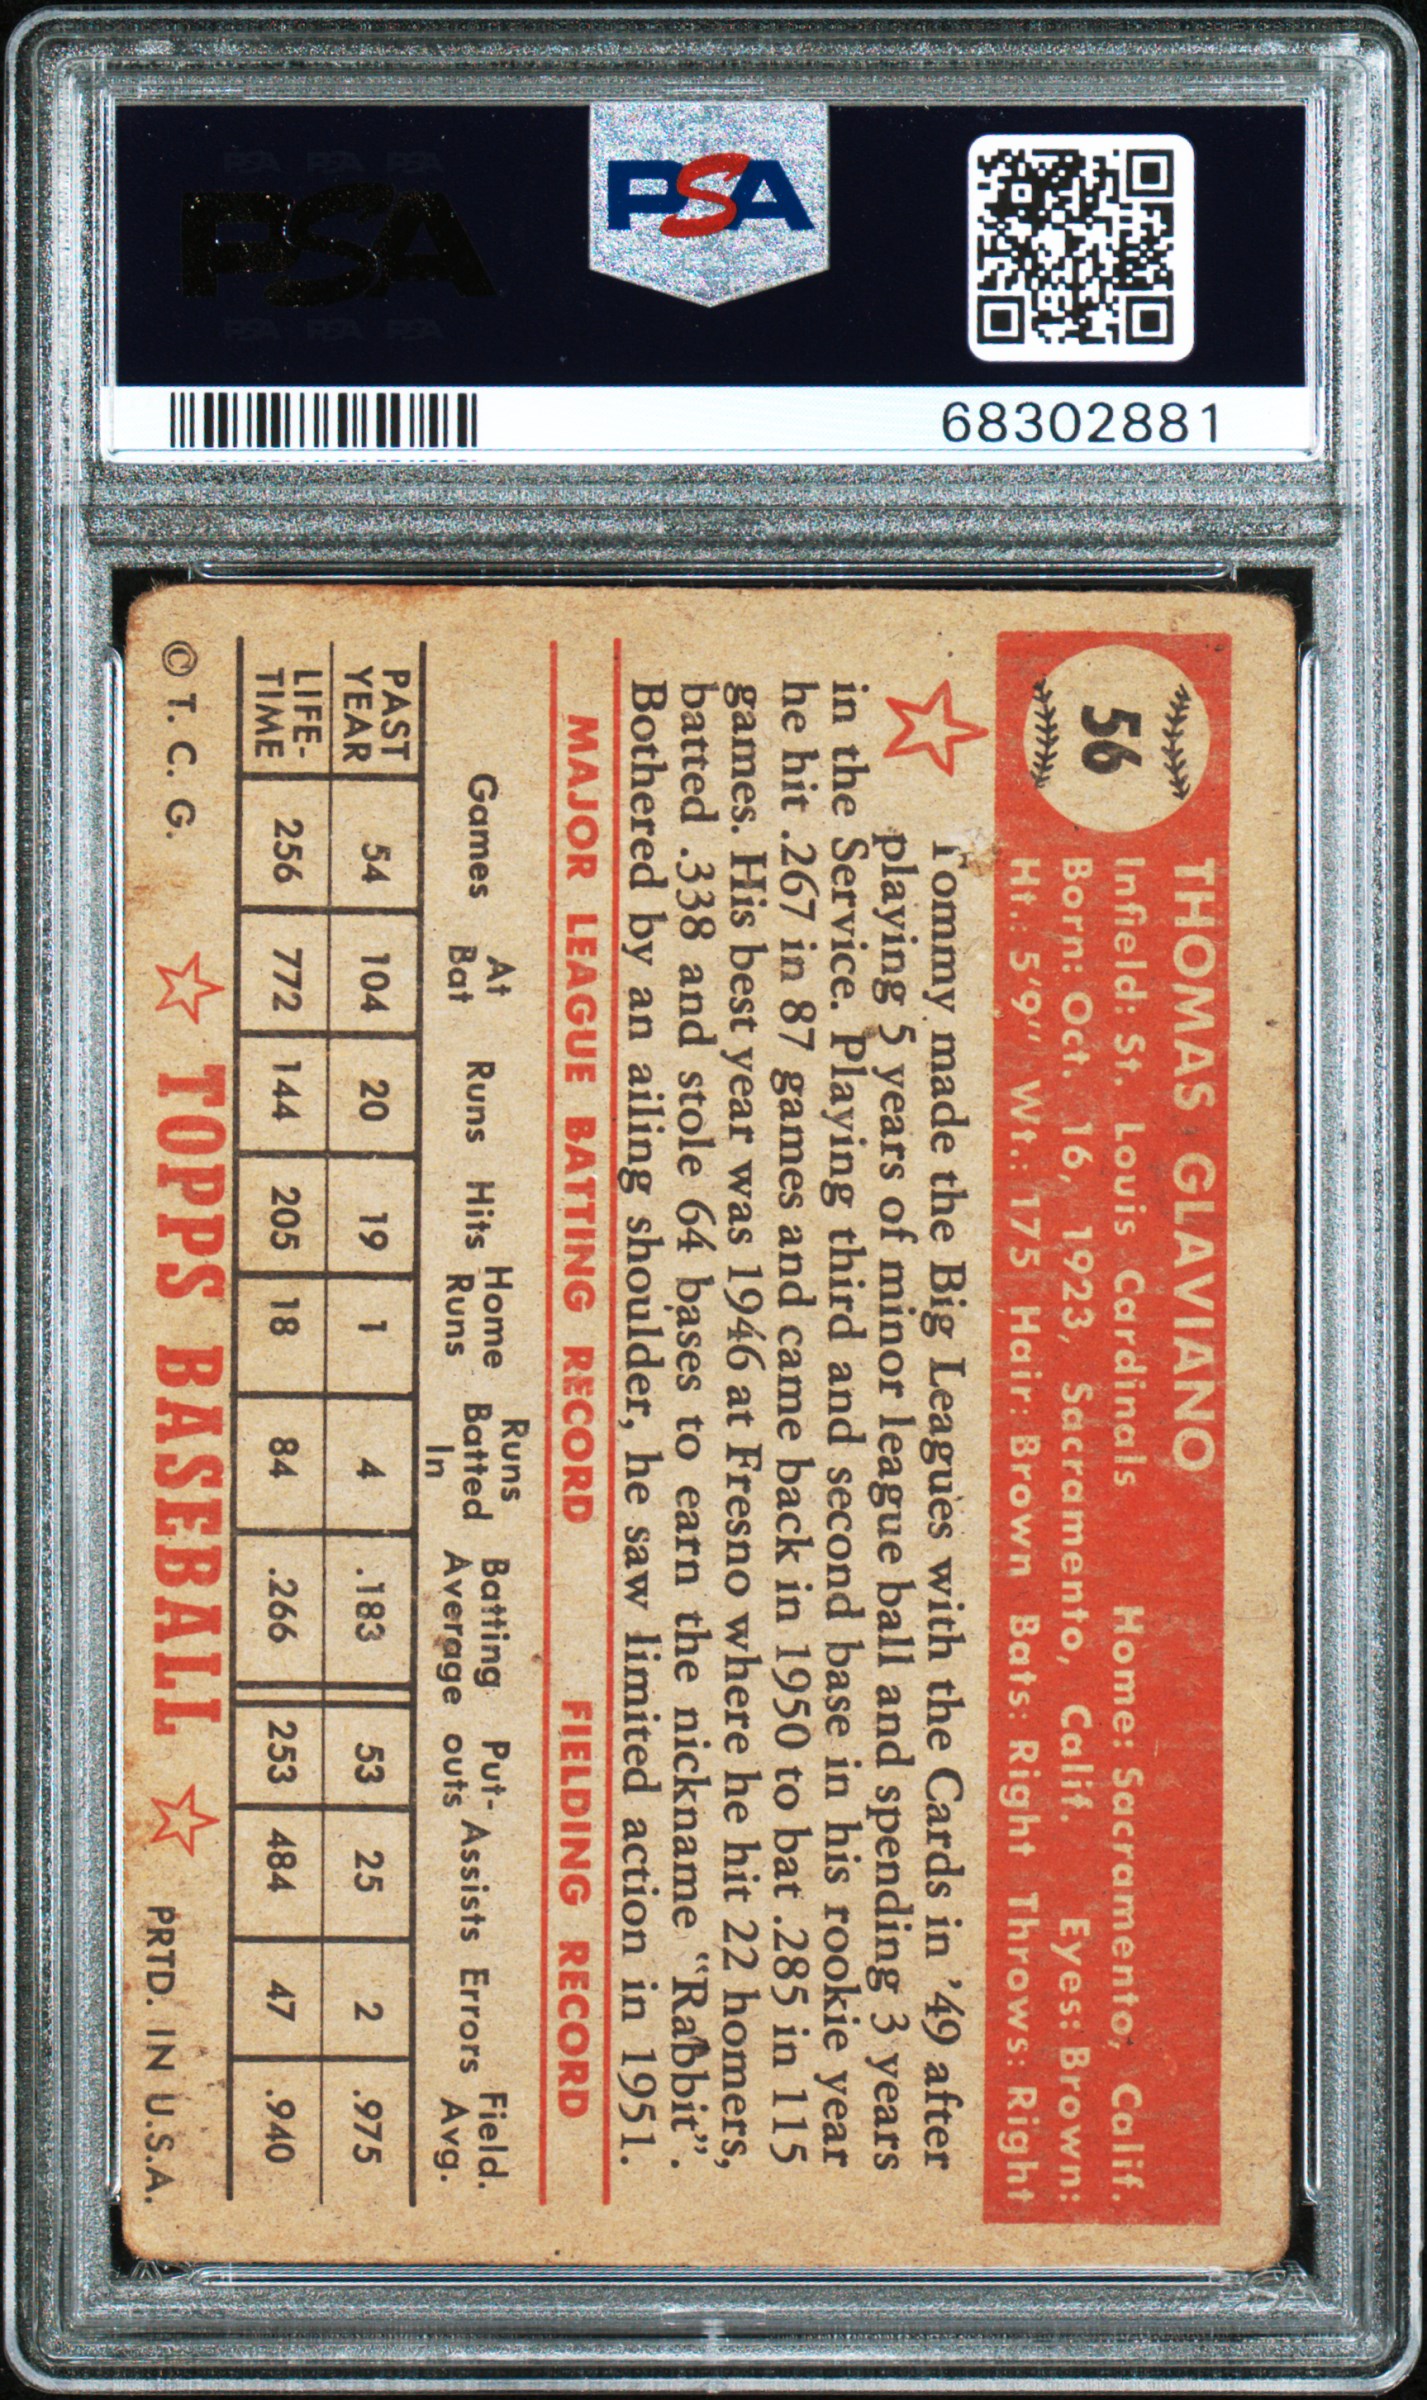 PSA
PSA PSA PSA
PSA
PSA PSA PSA
68302881
56
THOMAS GLAVIANO
Infield: St. Louis Cardinals Home: Sacramento, Calif.
Born: Oct. 16, 1923, Sacramento, Calif. Eyes: Brown:
Ht.: 5'9" Wt.: 175 Hair: Brown Bats: Right Throws: Right
Tommy made the Big Leagues with the Cards in '49 after
playing 5 years of minor league ball and spending 3 years
in the Service. Playing third and second base in his rookie year
he hit .267 in 87 games and came back in 1950 to bat .285 in 115
games. His best year was 1946 at Fresno where he hit 22 homers,
batted .338 and stole 64 bases to earn the nickname "Rabbit".
Bothered by an ailing shoulder, he saw limited action in 1951.
MAJOR LEAGUE BATTING RECORD FIELDING RECORD
Games At Bat Runs Hits Home Runs Runs Batted In Batting Average Put-outs Assists Errors Field. Avg.
PAST YEAR 54 104 20 19 1 4 .183 53 25 2 .975
LIFE-TIME 256 772 144 205 18 84 .266 253 484 47 .940
© T. C. G. TOPPS BASEBALL PRTD. IN U.S.A.